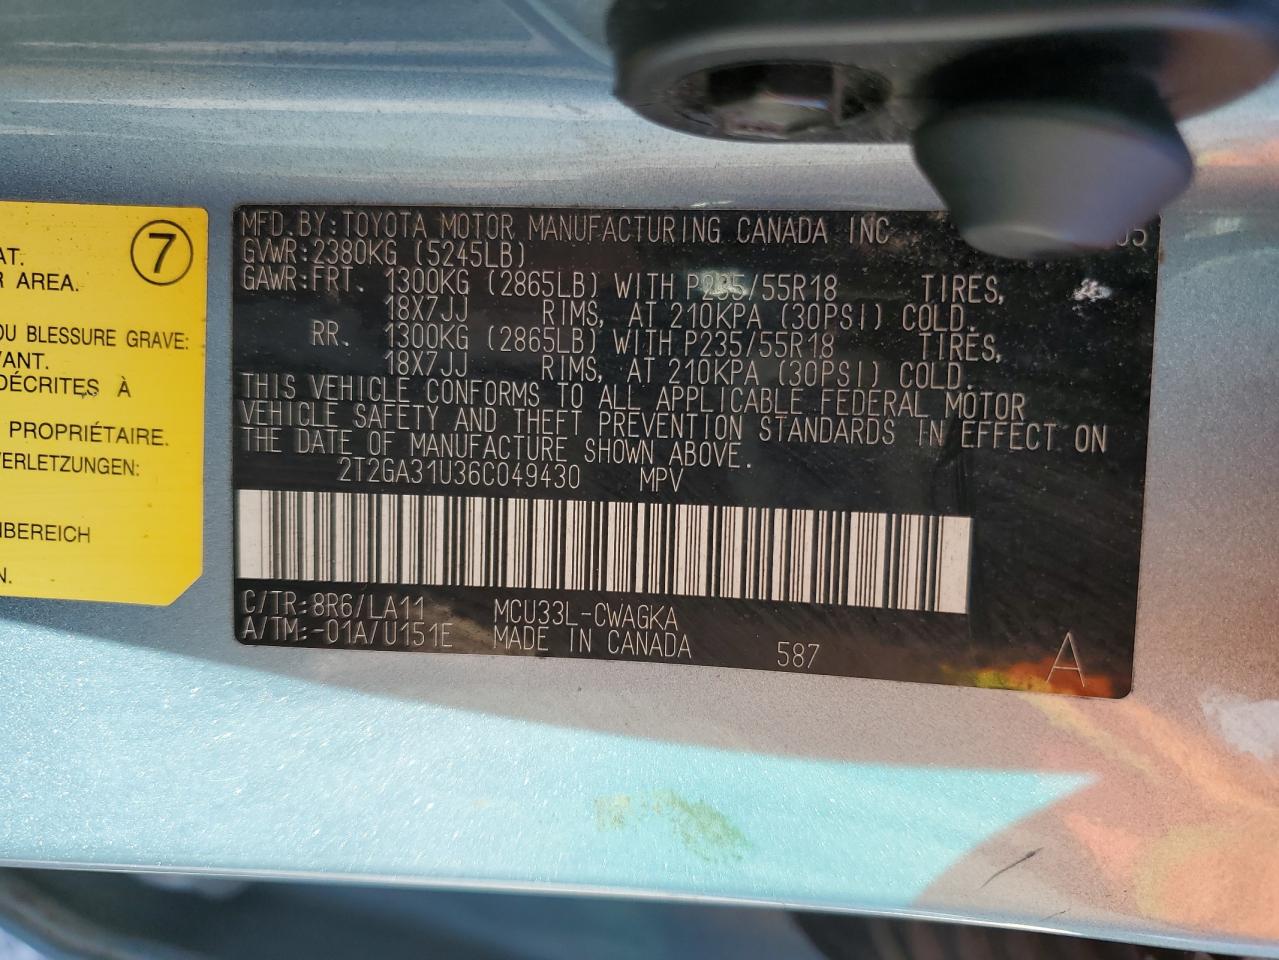 AT.
R AREA.
7
OU BLESSURE GRAVE:
VANT.
DÉCRITES À
PROPRIÉTAIRE.
VERLETZUNGEN:
NBEREICH
N.
MFD.BY:TOYOTA MOTOR MANUFACTURING CANADA INC
GVWR:2380KG (5245LB)
GAWR:FRT. 1300KG (2865LB) WITH P235/55R18 TIRES,
18X7JJ RIMS, AT 210KPA (30PSI) COLD.
RR. 1300KG (2865LB) WITH P235/55R18 TIRES,
18X7JJ RIMS, AT 210KPA (30PSI) COLD.
THIS VEHICLE CONFORMS TO ALL APPLICABLE FEDERAL MOTOR
VEHICLE SAFETY AND THEFT PREVENTION STANDARDS IN EFFECT ON
THE DATE OF MANUFACTURE SHOWN ABOVE.
2T2GA31U36C049430 MPV
C/TR:8R6/LA11 MCU33L-CWAGKA
A/TM:-01A/U151E MADE IN CANADA 587 A